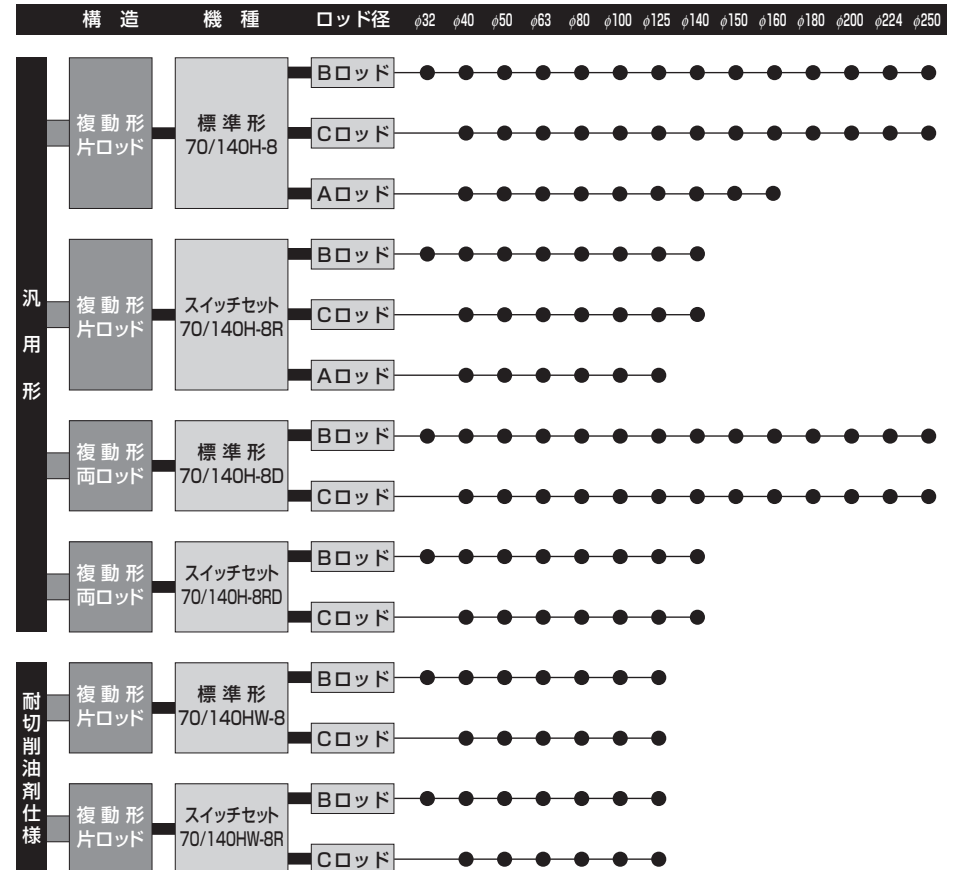 構造 機種 ロッド径 φ32 φ40 φ50 φ63 φ80 φ100 φ125 φ140 φ150 φ160 φ180 φ200 φ224 φ250
汎用形
複動形
片ロッド
標準形
70/140H-8
Bロッド
Cロッド
Aロッド
複動形
片ロッド
スイッチセット
70/140H-8R
Bロッド
Cロッド
Aロッド
複動形
両ロッド
標準形
70/140H-8D
Bロッド
Cロッド
複動形
両ロッド
スイッチセット
70/140H-8RD
Bロッド
Cロッド
耐切削油剤仕様
複動形
片ロッド
標準形
70/140HW-8
Bロッド
Cロッド
複動形
片ロッド
スイッチセット
70/140HW-8R
Bロッド
Cロッド